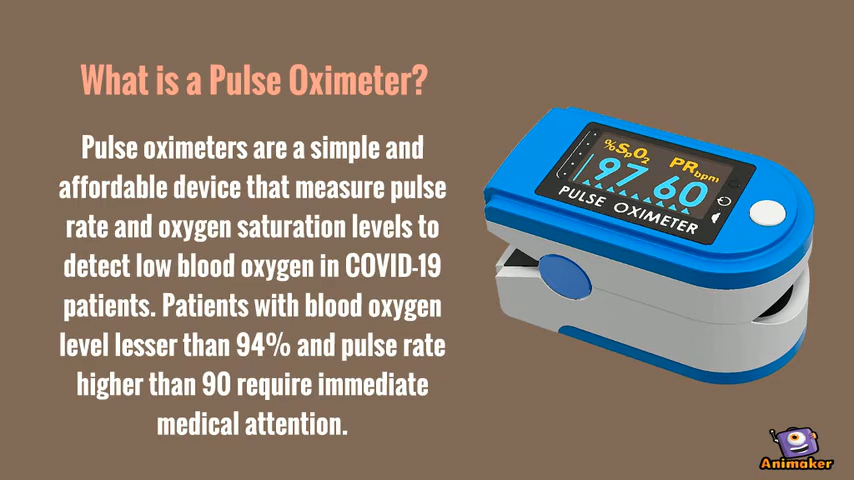 What is a Pulse Oximeter?
Pulse oximeters are a simple and
affordable device that measure pulse
rate and oxygen saturation levels to
detect low blood oxygen in COVID-19
patients. Patients with blood oxygen
level lesser than 94% and pulse rate
higher than 90 require immediate
medical attention.
%SpO2 PRbpm
97 60
PULSE OXIMETER
Animaker